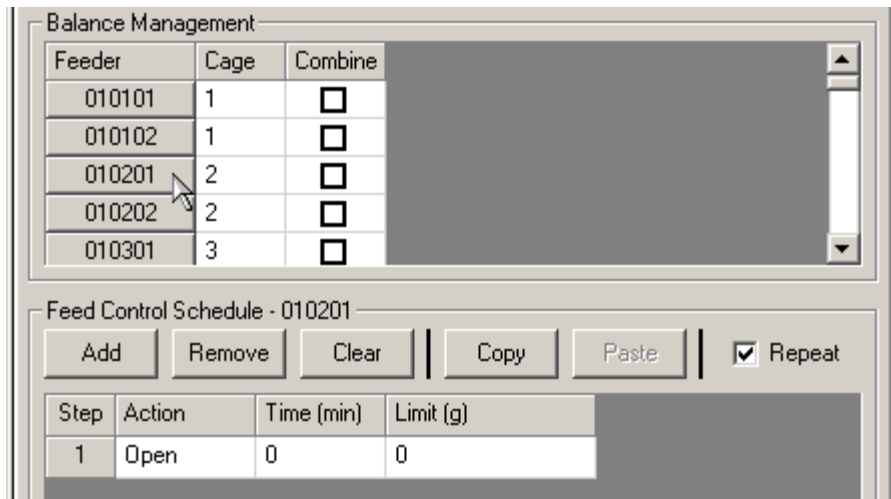 Balance Management
Feeder Cage Combine
010101 1
010102 1
010201 2
010202 2
010301 3
Feed Control Schedule - 010201
Add Remove Clear Copy Paste Repeat
Step Action Time (min) Limit (g)
1 Open 0 0